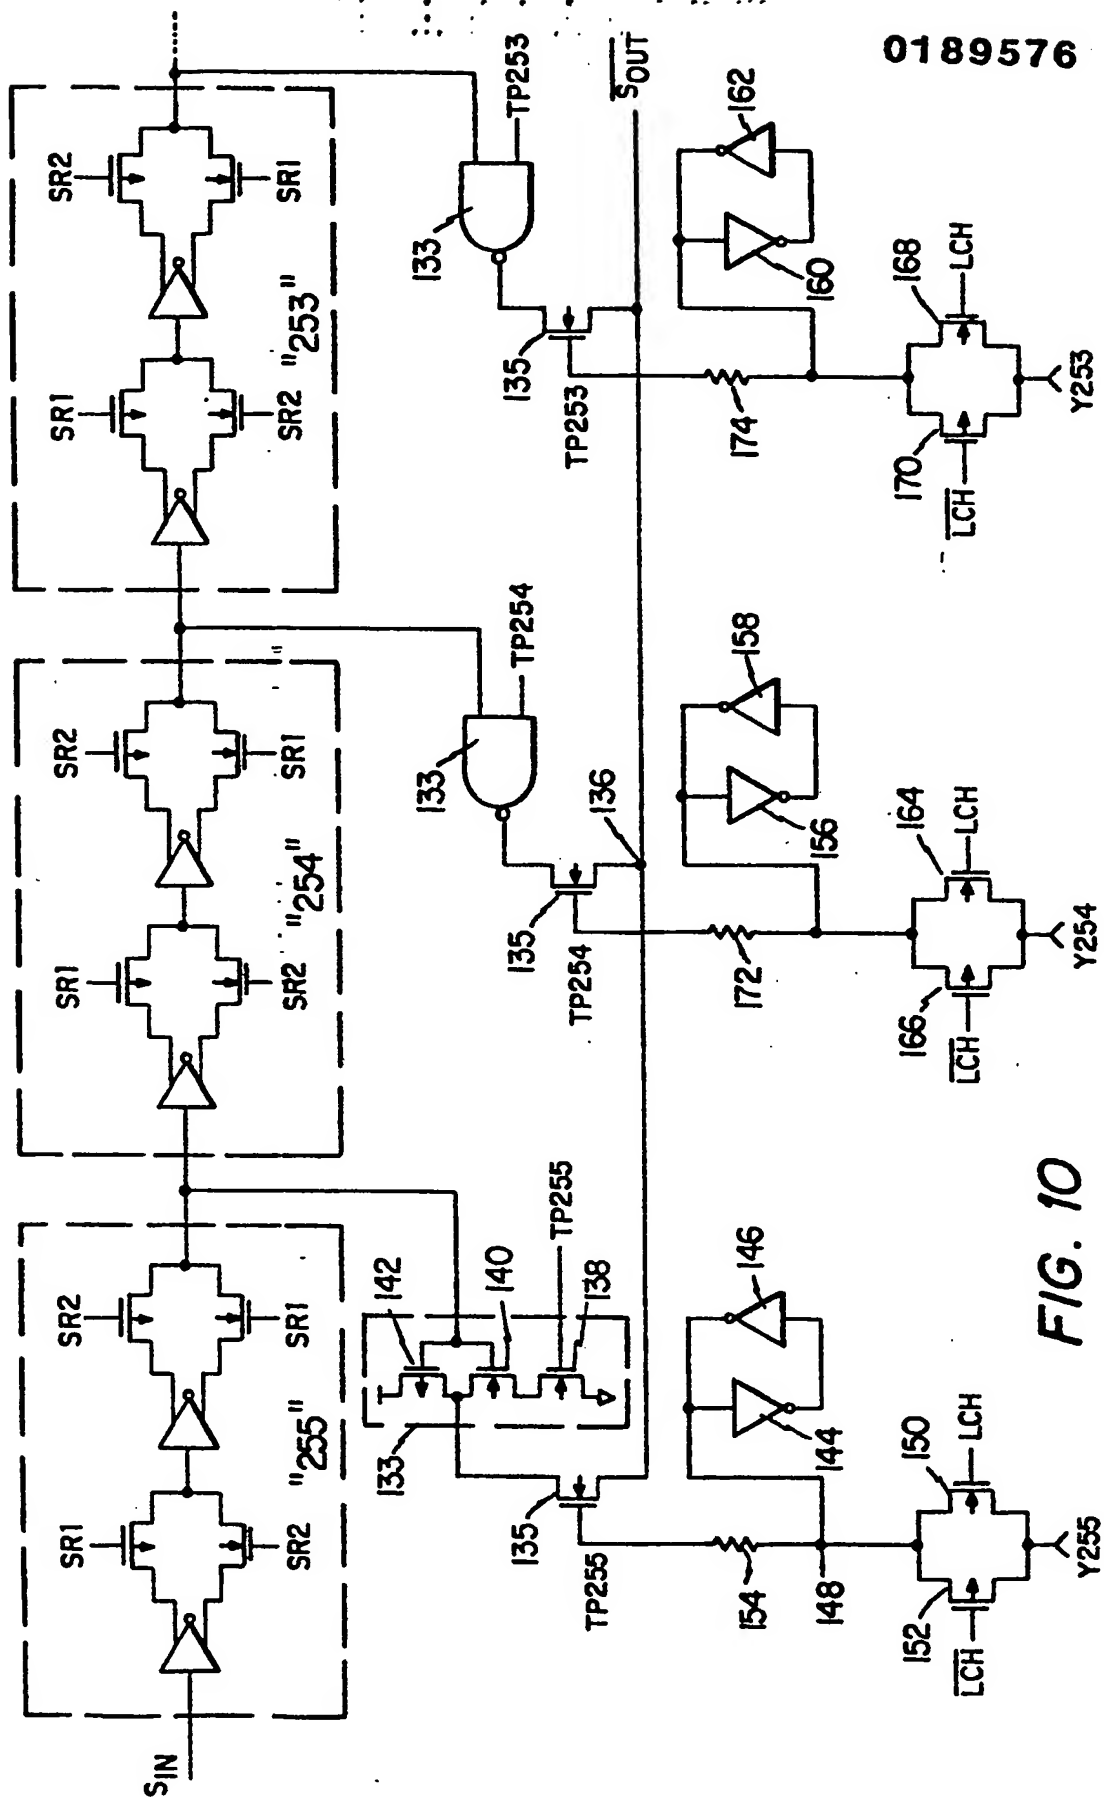 0189576
SIN
SR1
SR2
SR2
SR1
"255"
SR1
SR2
SR2
SR1
"254"
SR1
SR2
SR2
SR1
"253"
142
140
TP255
138
133
135
TP255
133
TP254
135
TP254
136
133
TP253
135
TP253
SOUT
146
144
154
148
152
150
LCH
LCH
Y255
158
156
172
166
164
LCH
LCH
Y254
162
160
174
170
168
LCH
LCH
Y253
FIG. 10